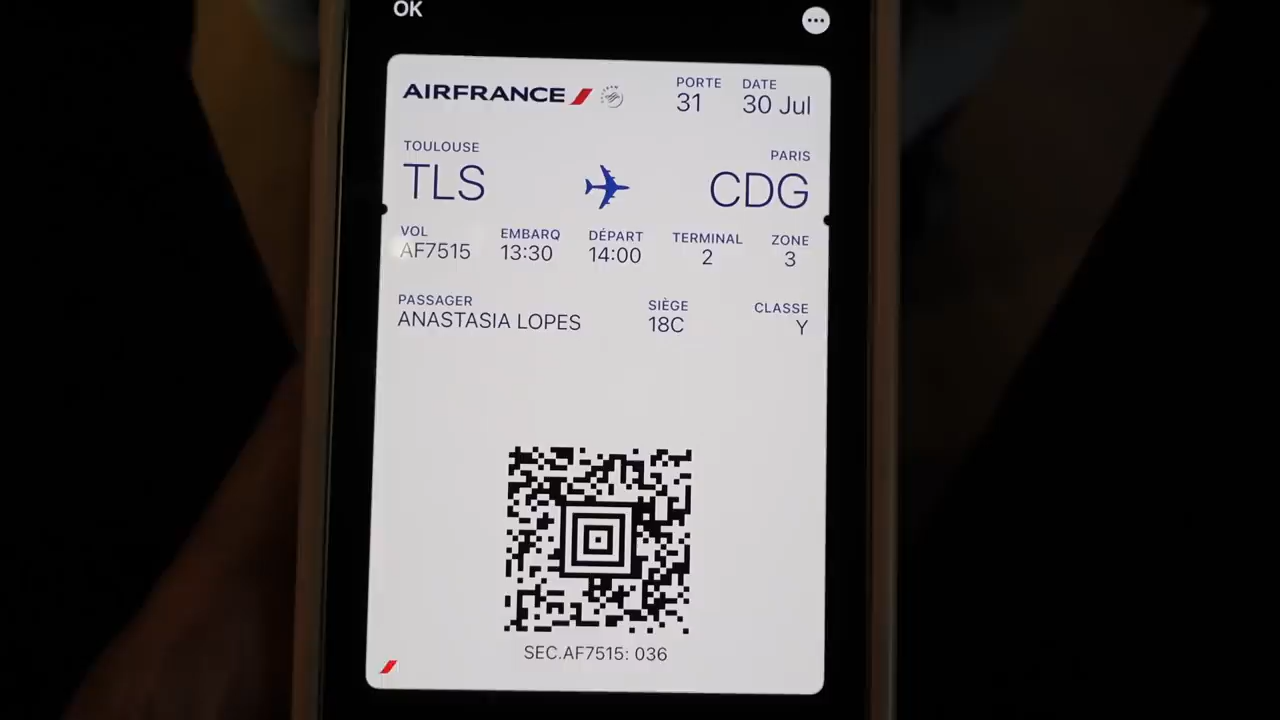 OK
AIRFRANCE
PORTE DATE
31 30 Jul
TOULOUSE PARIS
TLS CDG
VOL EMBARQ DÉPART TERMINAL ZONE
AF7515 13:30 14:00 2 3
PASSAGER SIÈGE CLASSE
ANASTASIA LOPES 18C Y
SEC.AF7515: 036